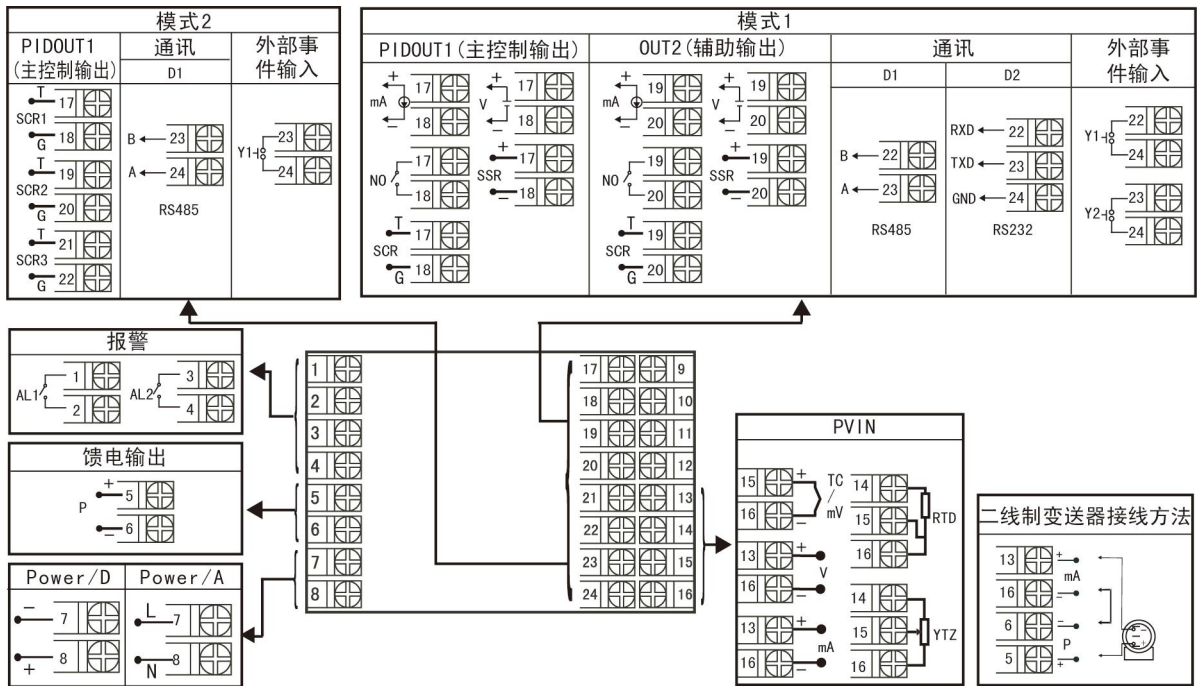 模式2
PIDOUT1
(主控制输出)
通讯
D1
外部事
件输入
T
17
SCR1
18
G
T
19
SCR2
20
G
T
21
SCR3
22
G
B 23
A 24
RS485
Y1 23
24
模式1
PIDOUT1(主控制输出)
OUT2(辅助输出)
通讯
外部事
件输入
D1
D2
+ 17
mA
- 18
+ 17
V
- 18
17
NO
18
+ 17
SSR
- 18
T
17
SCR
18
G
+ 19
mA
- 20
+ 19
V
- 20
19
NO
20
+ 19
SSR
- 20
T
19
SCR
20
G
B 22
A 23
RS485
RXD 22
TXD 23
GND 24
RS232
22
Y1
24
23
Y2
24
报警
1
AL1
2
3
AL2
4
馈电输出
+ 5
P
- 6
Power/D
Power/A
- 7
+ 8
L 7
N 8
1
2
3
4
5
6
7
8
17 9
18 10
19 11
20 12
21 13
22 14
23 15
24 16
PVIN
15 +
TC
/
mV
16 -
13 +
V
16 -
13 +
mA
16 -
14
15 RTD
16
14
15 YTZ
16
二线制变送器接线方法
13 +
mA
16 -
6 -
P
5 +
- +